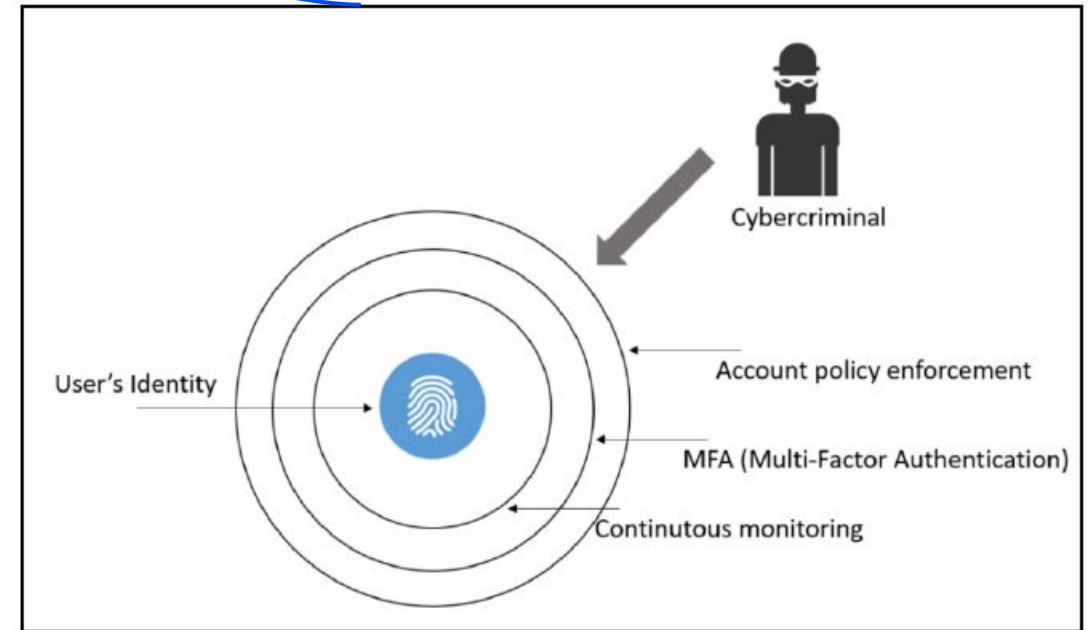 Cybercriminal
User's Identity
Account policy enforcement
MFA (Multi-Factor Authentication)
Continutous monitoring